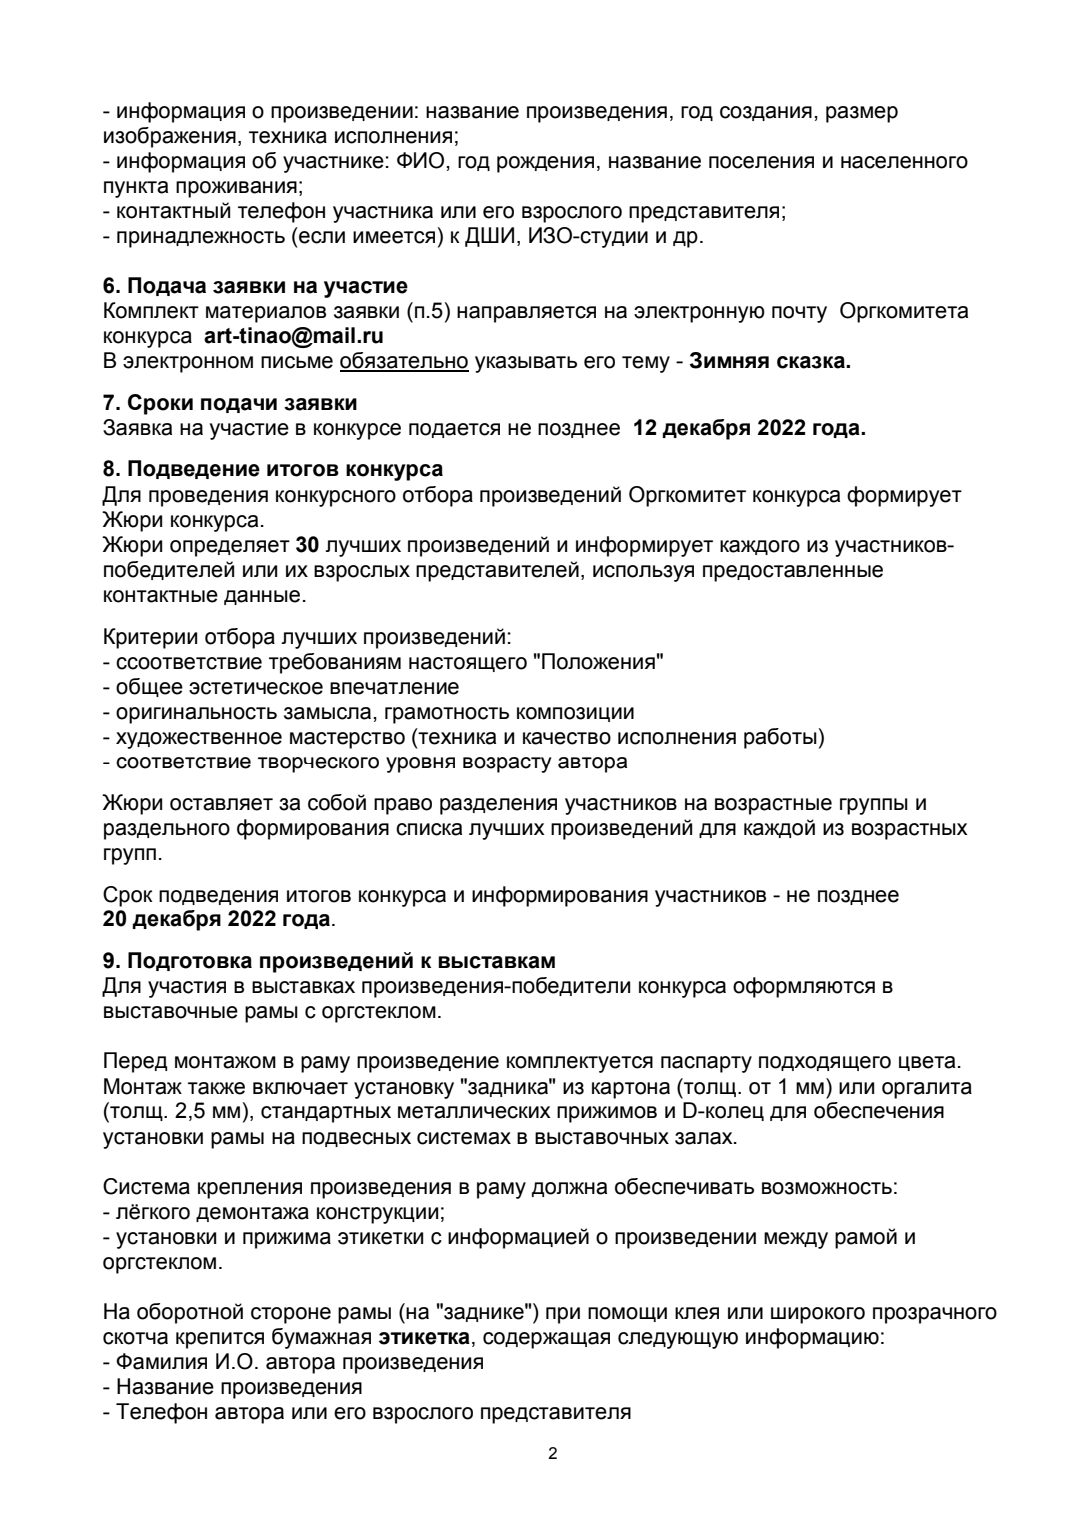 - информация о произведении: название произведения, год создания, размер
изображения, техника исполнения;
- информация об участнике: ФИО, год рождения, название поселения и населенного
пункта проживания;
- контактный телефон участника или его взрослого представителя;
- принадлежность (если имеется) к ДШИ, ИЗО-студии и др.
6. Подача заявки на участие
Комплект материалов заявки (п.5) направляется на электронную почту  Оргкомитета
конкурса  art-tinao@mail.ru
В электронном письме обязательно указывать его тему - Зимняя сказка.
7. Сроки подачи заявки
Заявка на участие в конкурсе подается не позднее  12 декабря 2022 года.
8. Подведение итогов конкурса
Для проведения конкурсного отбора произведений Оргкомитет конкурса формирует
Жюри конкурса.
Жюри определяет 30 лучших произведений и информирует каждого из участников-
победителей или их взрослых представителей, используя предоставленные
контактные данные.
Критерии отбора лучших произведений:
- ссоответствие требованиям настоящего "Положения"
- общее эстетическое впечатление
- оригинальность замысла, грамотность композиции
- художественное мастерство (техника и качество исполнения работы)
- соответствие творческого уровня возрасту автора
Жюри оставляет за собой право разделения участников на возрастные группы и
раздельного формирования списка лучших произведений для каждой из возрастных
групп.
Срок подведения итогов конкурса и информирования участников - не позднее
20 декабря 2022 года.
9. Подготовка произведений к выставкам
Для участия в выставках произведения-победители конкурса оформляются в
выставочные рамы с оргстеклом.
Перед монтажом в раму произведение комплектуется паспарту подходящего цвета.
Монтаж также включает установку "задника" из картона (толщ. от 1 мм) или оргалита
(толщ. 2,5 мм), стандартных металлических прижимов и D-колец для обеспечения
установки рамы на подвесных системах в выставочных залах.
Система крепления произведения в раму должна обеспечивать возможность:
- лёгкого демонтажа конструкции;
- установки и прижима этикетки с информацией о произведении между рамой и
оргстеклом.
На оборотной стороне рамы (на "заднике") при помощи клея или широкого прозрачного
скотча крепится бумажная этикетка, содержащая следующую информацию:
- Фамилия И.О. автора произведения
- Название произведения
- Телефон автора или его взрослого представителя
2